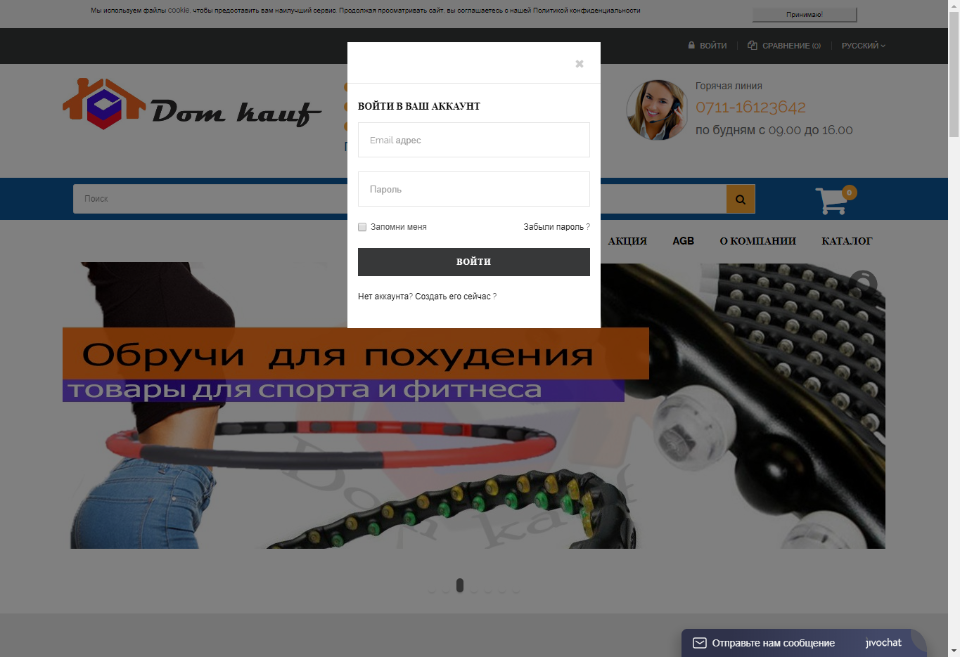 Мы используем файлы cookie, чтобы предоставить вам наилучший сервис. Продолжая просматривать сайт, вы соглашаетесь с нашей Политикой конфиденциальности
Принимаю!
ВОЙТИ
СРАВНЕНИЕ (0)
РУССКИЙ
Dom kauf
Горячая линия
0711-16123642
по будням с 09.00 до 16.00
ВОЙТИ В ВАШ АККАУНТ
Email адрес
Пароль
Запомни меня
Забыли пароль ?
ВОЙТИ
Нет аккаунта? Создать его сейчас ?
Поиск
0
АКЦИЯ
AGB
О КОМПАНИИ
КАТАЛОГ
Обручи для похудения
товары для спорта и фитнеса
Dom kauf
Отправьте нам сообщение
jivochat